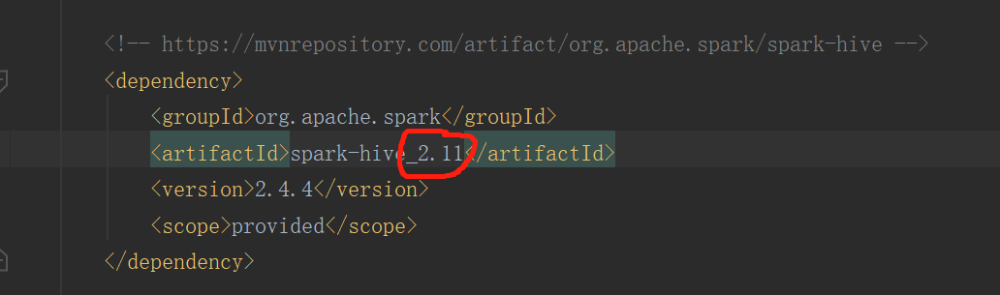 <!-- https://mvnrepository.com/artifact/org.apache.spark/spark-hive -->
<dependency>
<groupId>org.apache.spark</groupId>
<artifactId>spark-hive_2.11</artifactId>
<version>2.4.4</version>
<scope>provided</scope>
</dependency>